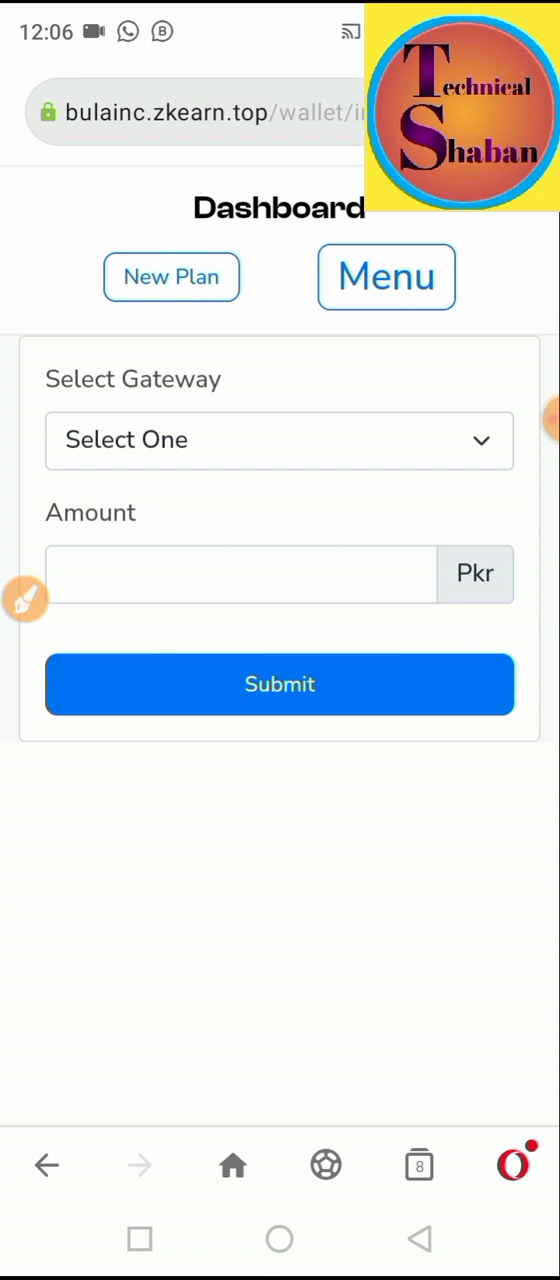 12:06
bulainc.zkearn.top/wallet/
Technical
Shaban
Dashboard
New Plan
Menu
Select Gateway
Select One
Amount
Pkr
Submit
8